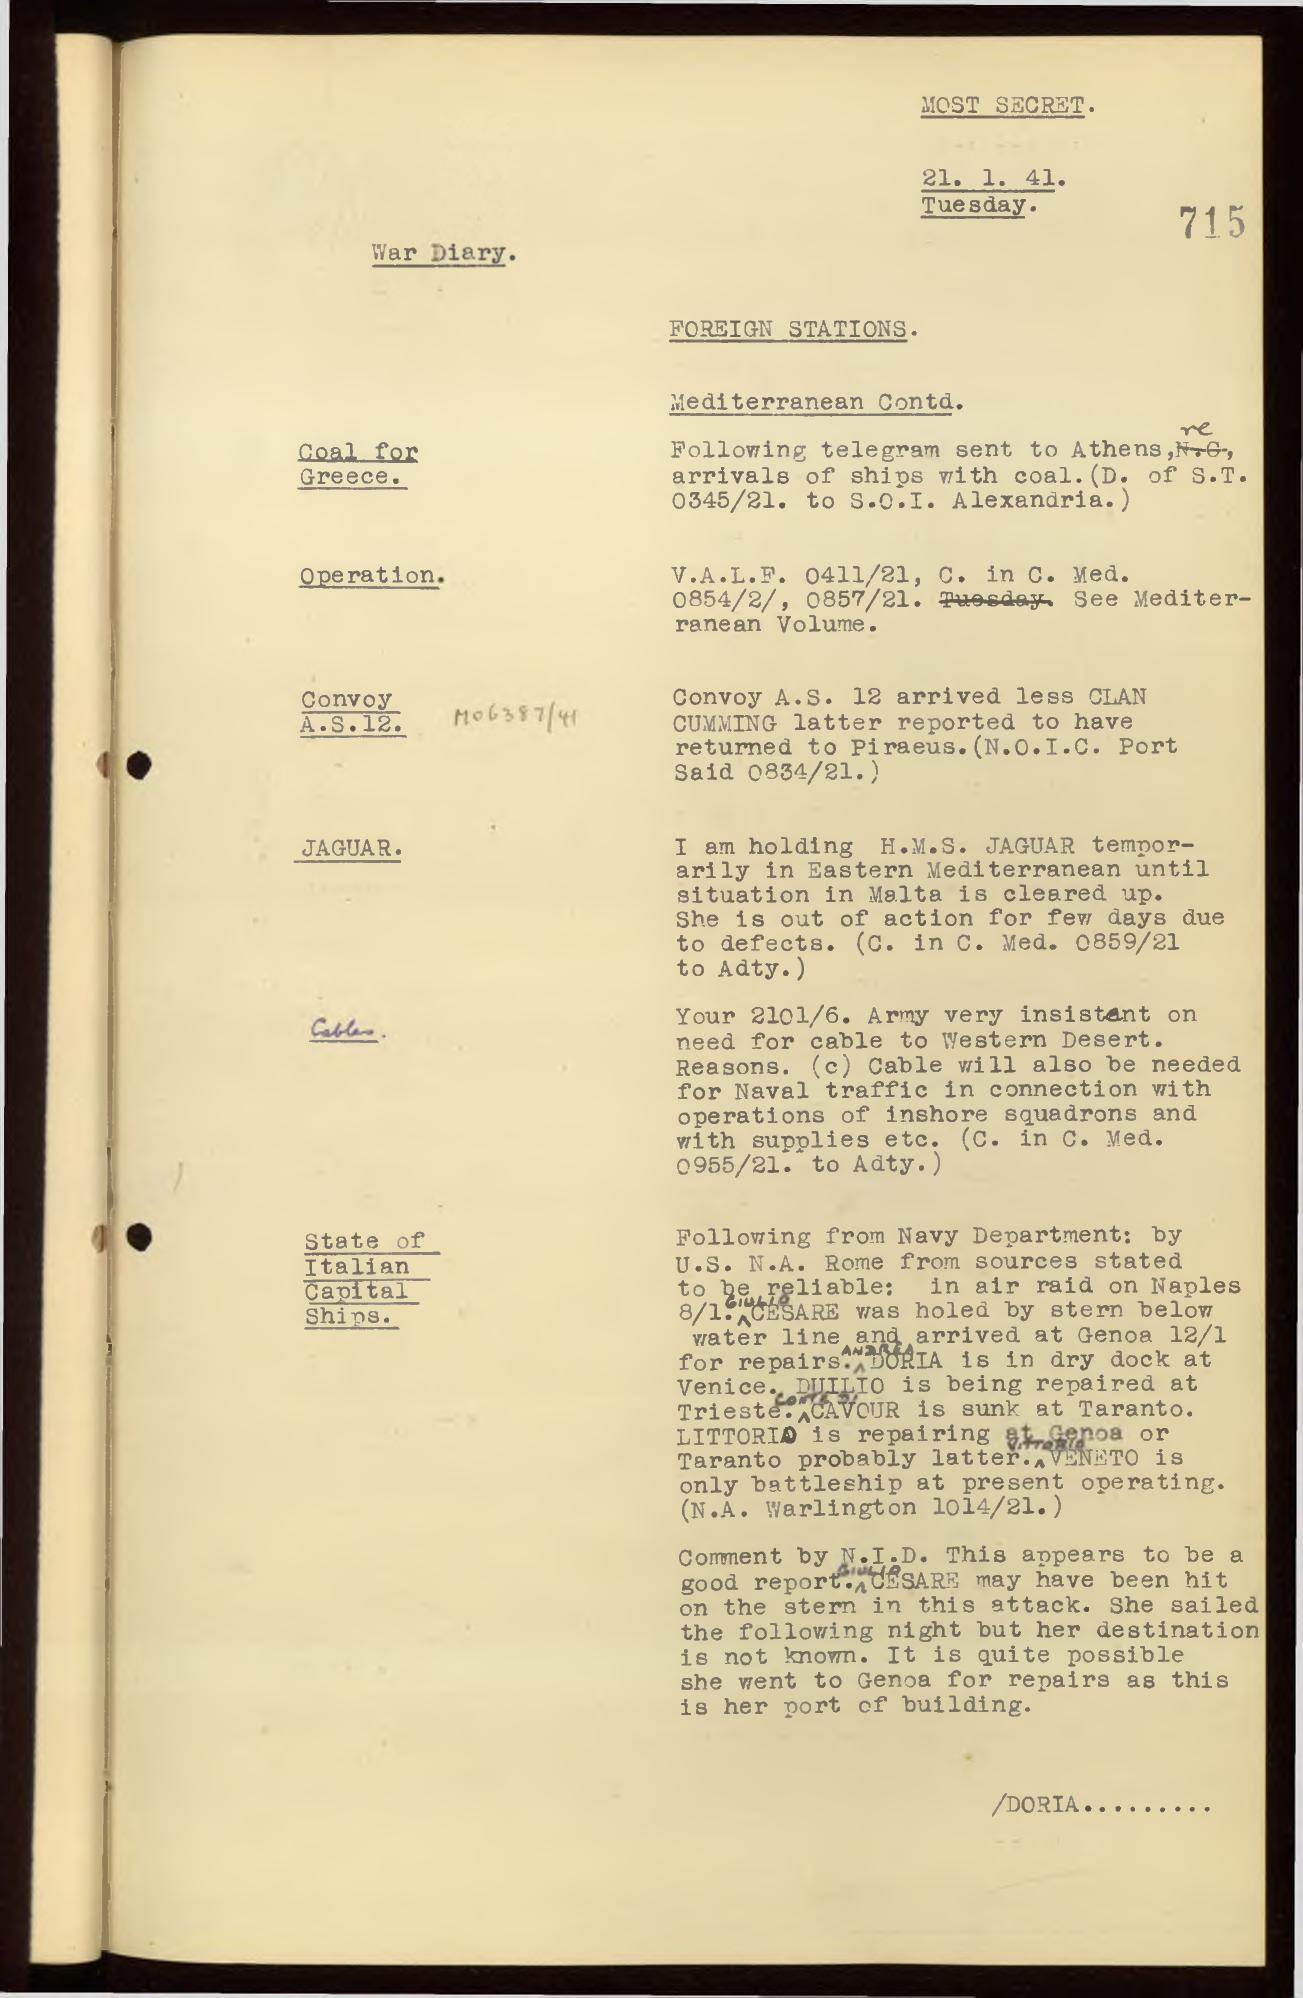 MOST SECRET.
21. 1. 41.
Tuesday.
715
War Diary.
FOREIGN STATIONS.
Mediterranean Contd.
Coal for
Greece.
re
Following telegram sent to Athens, N.C.,
arrivals of ships with coal.(D. of S.T.
0345/21. to S.O.I. Alexandria.)
Operation.
V.A.L.F. 0411/21, C. in C. Med.
0854/2/, 0857/21. Tuesday. See Mediter-
ranean Volume.
Convoy
A.S.12.
M06387/41
Convoy A.S. 12 arrived less CLAN
CUMMING latter reported to have
returned to Piraeus.(N.O.I.C. Port
Said 0834/21.)
JAGUAR.
I am holding H.M.S. JAGUAR tempor-
arily in Eastern Mediterranean until
situation in Malta is cleared up.
She is out of action for few days due
to defects. (C. in C. Med. 0859/21
to Adty.)
Cables.
Your 2101/6. Army very insistent on
need for cable to Western Desert.
Reasons. (c) Cable will also be needed
for Naval traffic in connection with
operations of inshore squadrons and
with supplies etc. (C. in C. Med.
0955/21. to Adty.)
State of
Italian
Capital
Ships.
Following from Navy Department: by
U.S. N.A. Rome from sources stated
to be reliable: in air raid on Naples
8/1. GIULIO CESARE was holed by stern below
water line and arrived at Genoa 12/1
for repairs. ANDREA DORIA is in dry dock at
Venice. DUILIO is being repaired at
Trieste. CONTE DI CAVOUR is sunk at Taranto.
LITTORIO is repairing at Genoa or
Taranto probably latter. VITTORIO VENETO is
only battleship at present operating.
(N.A. Warlington 1014/21.)
Comment by N.I.D. This appears to be a
good report. GIULIO CESARE may have been hit
on the stern in this attack. She sailed
the following night but her destination
is not known. It is quite possible
she went to Genoa for repairs as this
is her port of building.
/DORIA.........